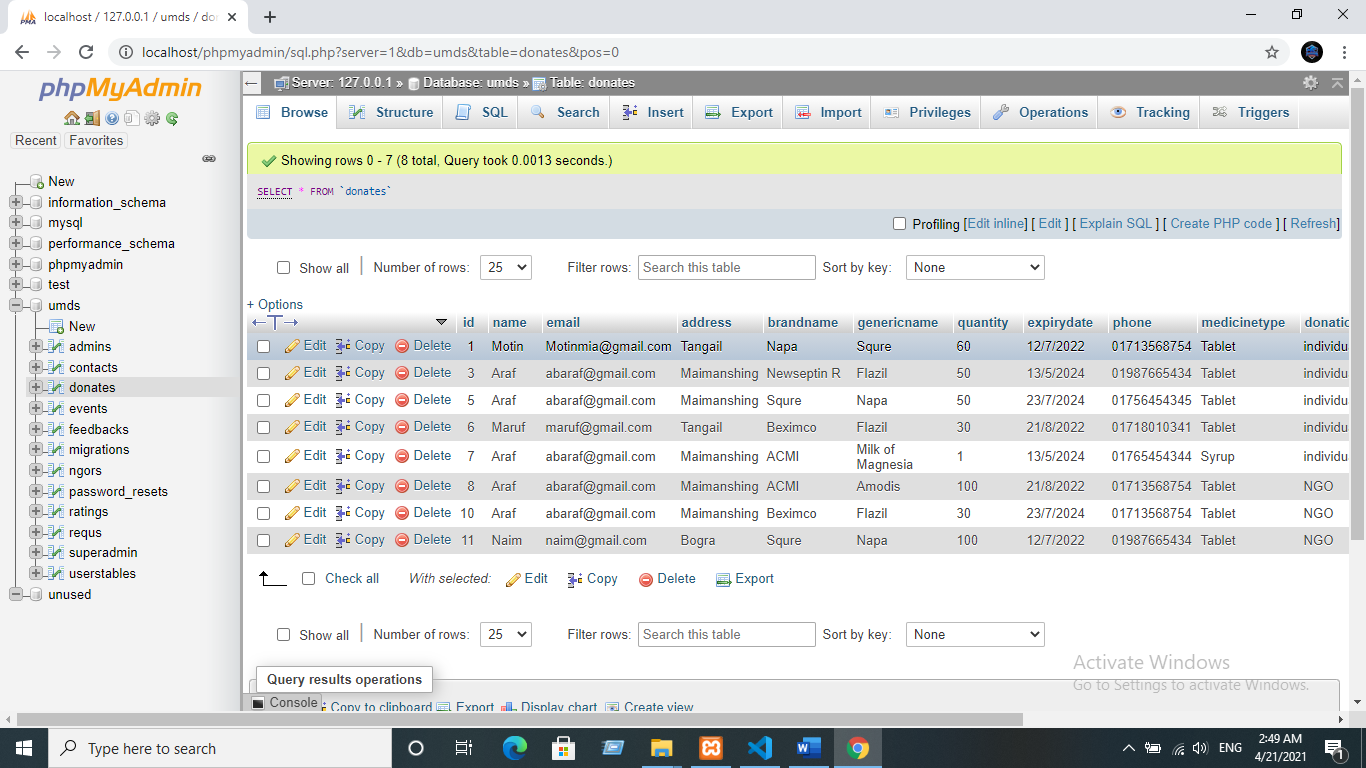 localhost / 127.0.0.1 / umds / do
localhost/phpmyadmin/sql.php?server=1&db=umds&table=donates&pos=0
phpMyAdmin
Recent Favorites
New
information_schema
mysql
performance_schema
phpmyadmin
test
umds
New
admins
contacts
donates
events
feedbacks
migrations
ngors
password_resets
ratings
requs
superadmin
userstables
unused
Server: 127.0.0.1 » Database: umds » Table: donates
Browse Structure SQL Search Insert Export Import Privileges Operations Tracking Triggers
Showing rows 0 - 7 (8 total, Query took 0.0013 seconds.)
SELECT * FROM `donates`
Profiling [Edit inline] [ Edit ] [ Explain SQL ] [ Create PHP code ] [ Refresh]
Show all | Number of rows: 25 Filter rows: Search this table Sort by key: None
+ Options
←T→ id name email address brandname genericname quantity expirydate phone medicinetype donatio
Edit Copy Delete 1 Motin Motinmia@gmail.com Tangail Napa Squre 60 12/7/2022 01713568754 Tablet individu
Edit Copy Delete 3 Araf abaraf@gmail.com Maimanshing Newseptin R Flazil 50 13/5/2024 01987665434 Tablet individu
Edit Copy Delete 5 Araf abaraf@gmail.com Maimanshing Squre Napa 50 23/7/2024 01756454345 Tablet individu
Edit Copy Delete 6 Maruf maruf@gmail.com Tangail Beximco Flazil 30 21/8/2022 01718010341 Tablet individu
Edit Copy Delete 7 Araf abaraf@gmail.com Maimanshing ACMI Milk of Magnesia 1 13/5/2024 01765454344 Syrup individu
Edit Copy Delete 8 Araf abaraf@gmail.com Maimanshing ACMI Amodis 100 21/8/2022 01713568754 Tablet NGO
Edit Copy Delete 10 Araf abaraf@gmail.com Maimanshing Beximco Flazil 30 23/7/2024 01713568754 Tablet NGO
Edit Copy Delete 11 Naim naim@gmail.com Bogra Squre Napa 100 12/7/2022 01987665434 Tablet NGO
Check all With selected: Edit Copy Delete Export
Show all | Number of rows: 25 Filter rows: Search this table Sort by key: None
Query results operations
Console
Copy to clipboard Export Display chart Create view
Activate Windows
Go to Settings to activate Windows.
Type here to search
ENG
2:49 AM
4/21/2021
1